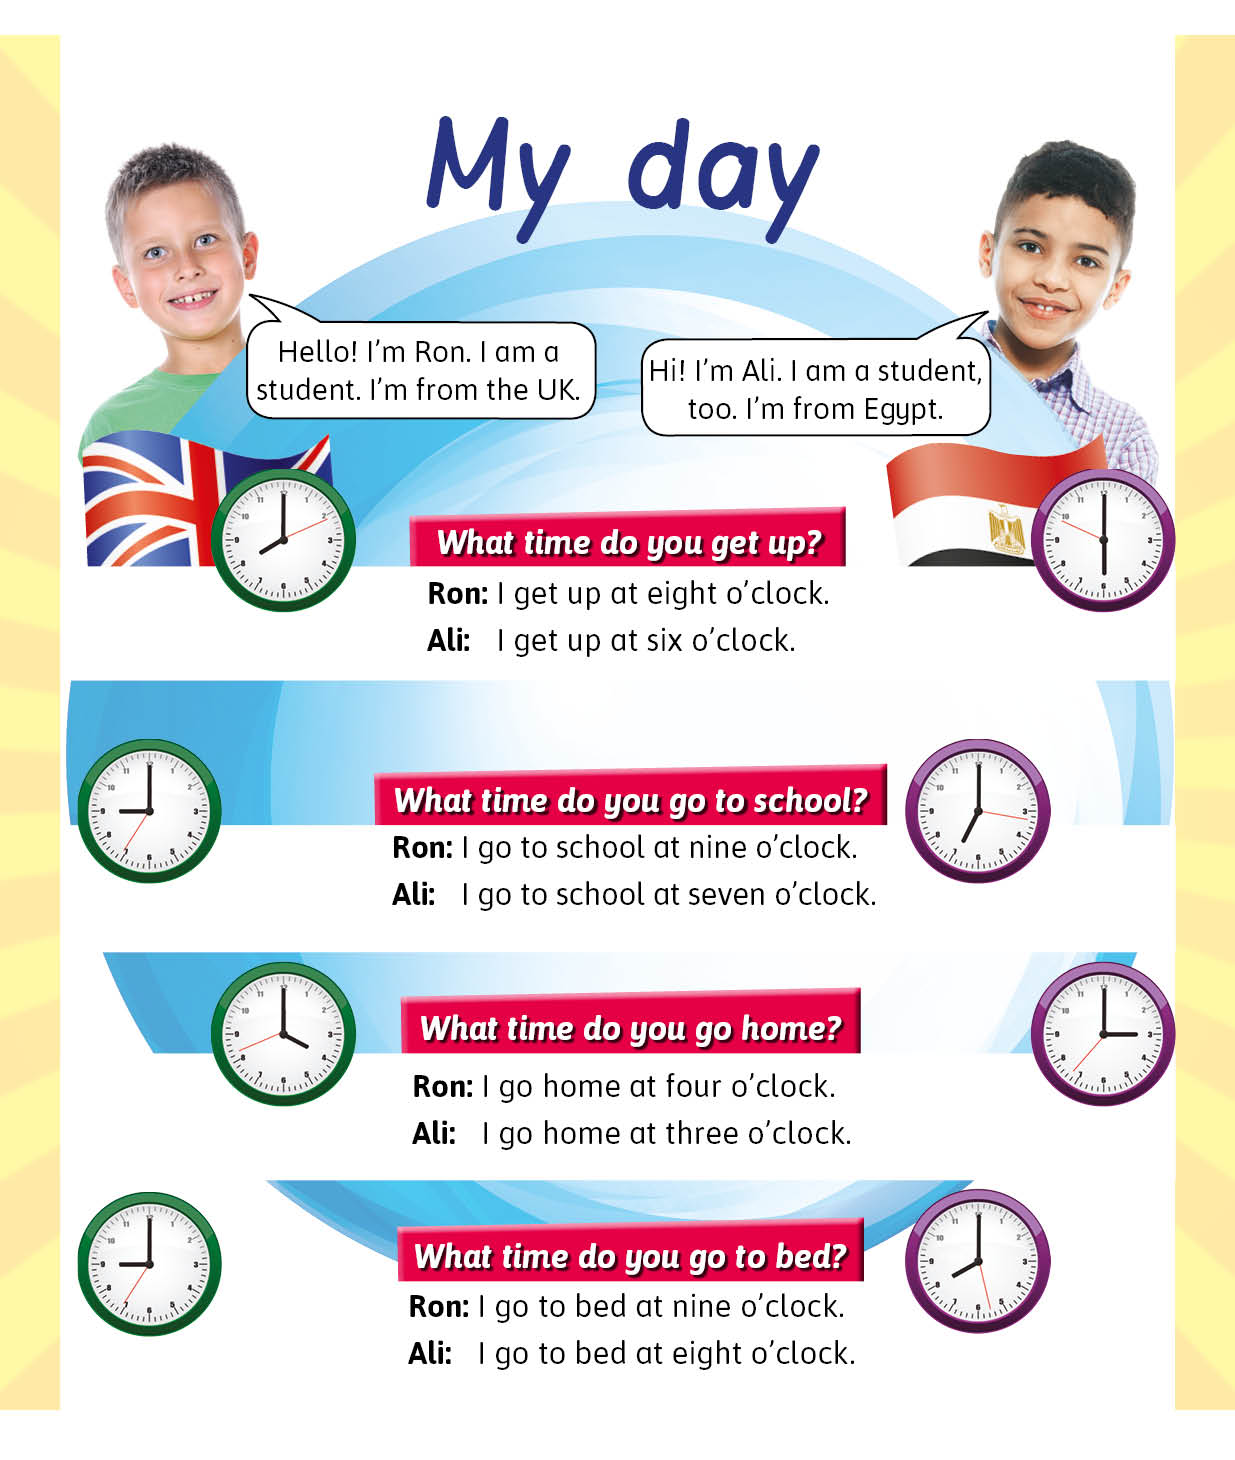 My day
Hello! I’m Ron. I am a
student. I’m from the UK.
Hi! I’m Ali. I am a student,
too. I’m from Egypt.
What time do you get up?
Ron: I get up at eight o’clock.
Ali: I get up at six o’clock.
What time do you go to school?
Ron: I go to school at nine o’clock.
Ali: I go to school at seven o’clock.
What time do you go home?
Ron: I go home at four o’clock.
Ali: I go home at three o’clock.
What time do you go to bed?
Ron: I go to bed at nine o’clock.
Ali: I go to bed at eight o’clock.